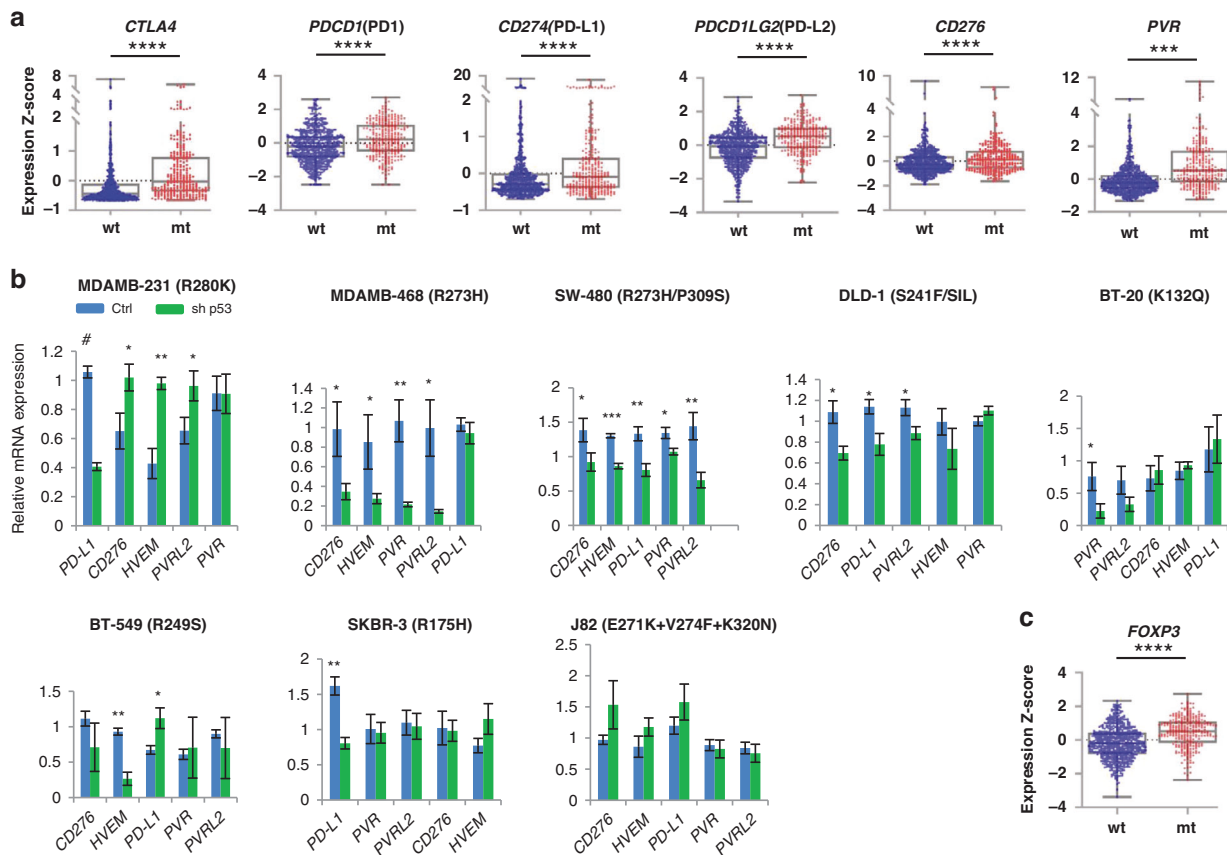 a
CTLA4
PDCD1(PD1)
CD274(PD-L1)
PDCD1LG2(PD-L2)
CD276
PVR
****
****
****
****
****
***
Expression Z-score
8
6
4
2
1
0
–1
wt
mt
4
2
0
–2
–4
wt
mt
20
4
2
1
0
–1
wt
mt
4
2
0
–2
–4
wt
mt
10
4
2
0
–2
–4
wt
mt
12
4
2
0
–2
wt
mt
b
MDAMB-231 (R280K)
Ctrl
sh p53
Relative mRNA expression
#
*
**
*
1.2
1
0.8
0.6
0.4
0.2
0
PD-L1
CD276
HVEM
PVRL2
PVR
MDAMB-468 (R273H)
*
*
**
*
1.4
1.2
1
0.8
0.6
0.4
0.2
0
CD276
HVEM
PVR
PVRL2
PD-L1
SW-480 (R273H/P309S)
*
***
**
*
**
2
1.5
1
0.5
0
CD276
HVEM
PD-L1
PVR
PVRL2
DLD-1 (S241F/SIL)
*
*
*
1.4
1.2
1
0.8
0.6
0.4
0.2
0
CD276
PD-L1
PVRL2
HVEM
PVR
BT-20 (K132Q)
*
2
1.5
1
0.5
0
PVR
PVRL2
CD276
HVEM
PD-L1
BT-549 (R249S)
**
*
1.5
1
0.5
0
CD276
HVEM
PD-L1
PVR
PVRL2
SKBR-3 (R175H)
**
2
1.5
1
0.5
0
PD-L1
PVR
PVRL2
CD276
HVEM
J82 (E271K+V274F+K320N)
2.5
2
1.5
1
0.5
0
CD276
HVEM
PD-L1
PVR
PVRL2
c
FOXP3
****
Expression Z-score
4
2
0
–2
–4
wt
mt